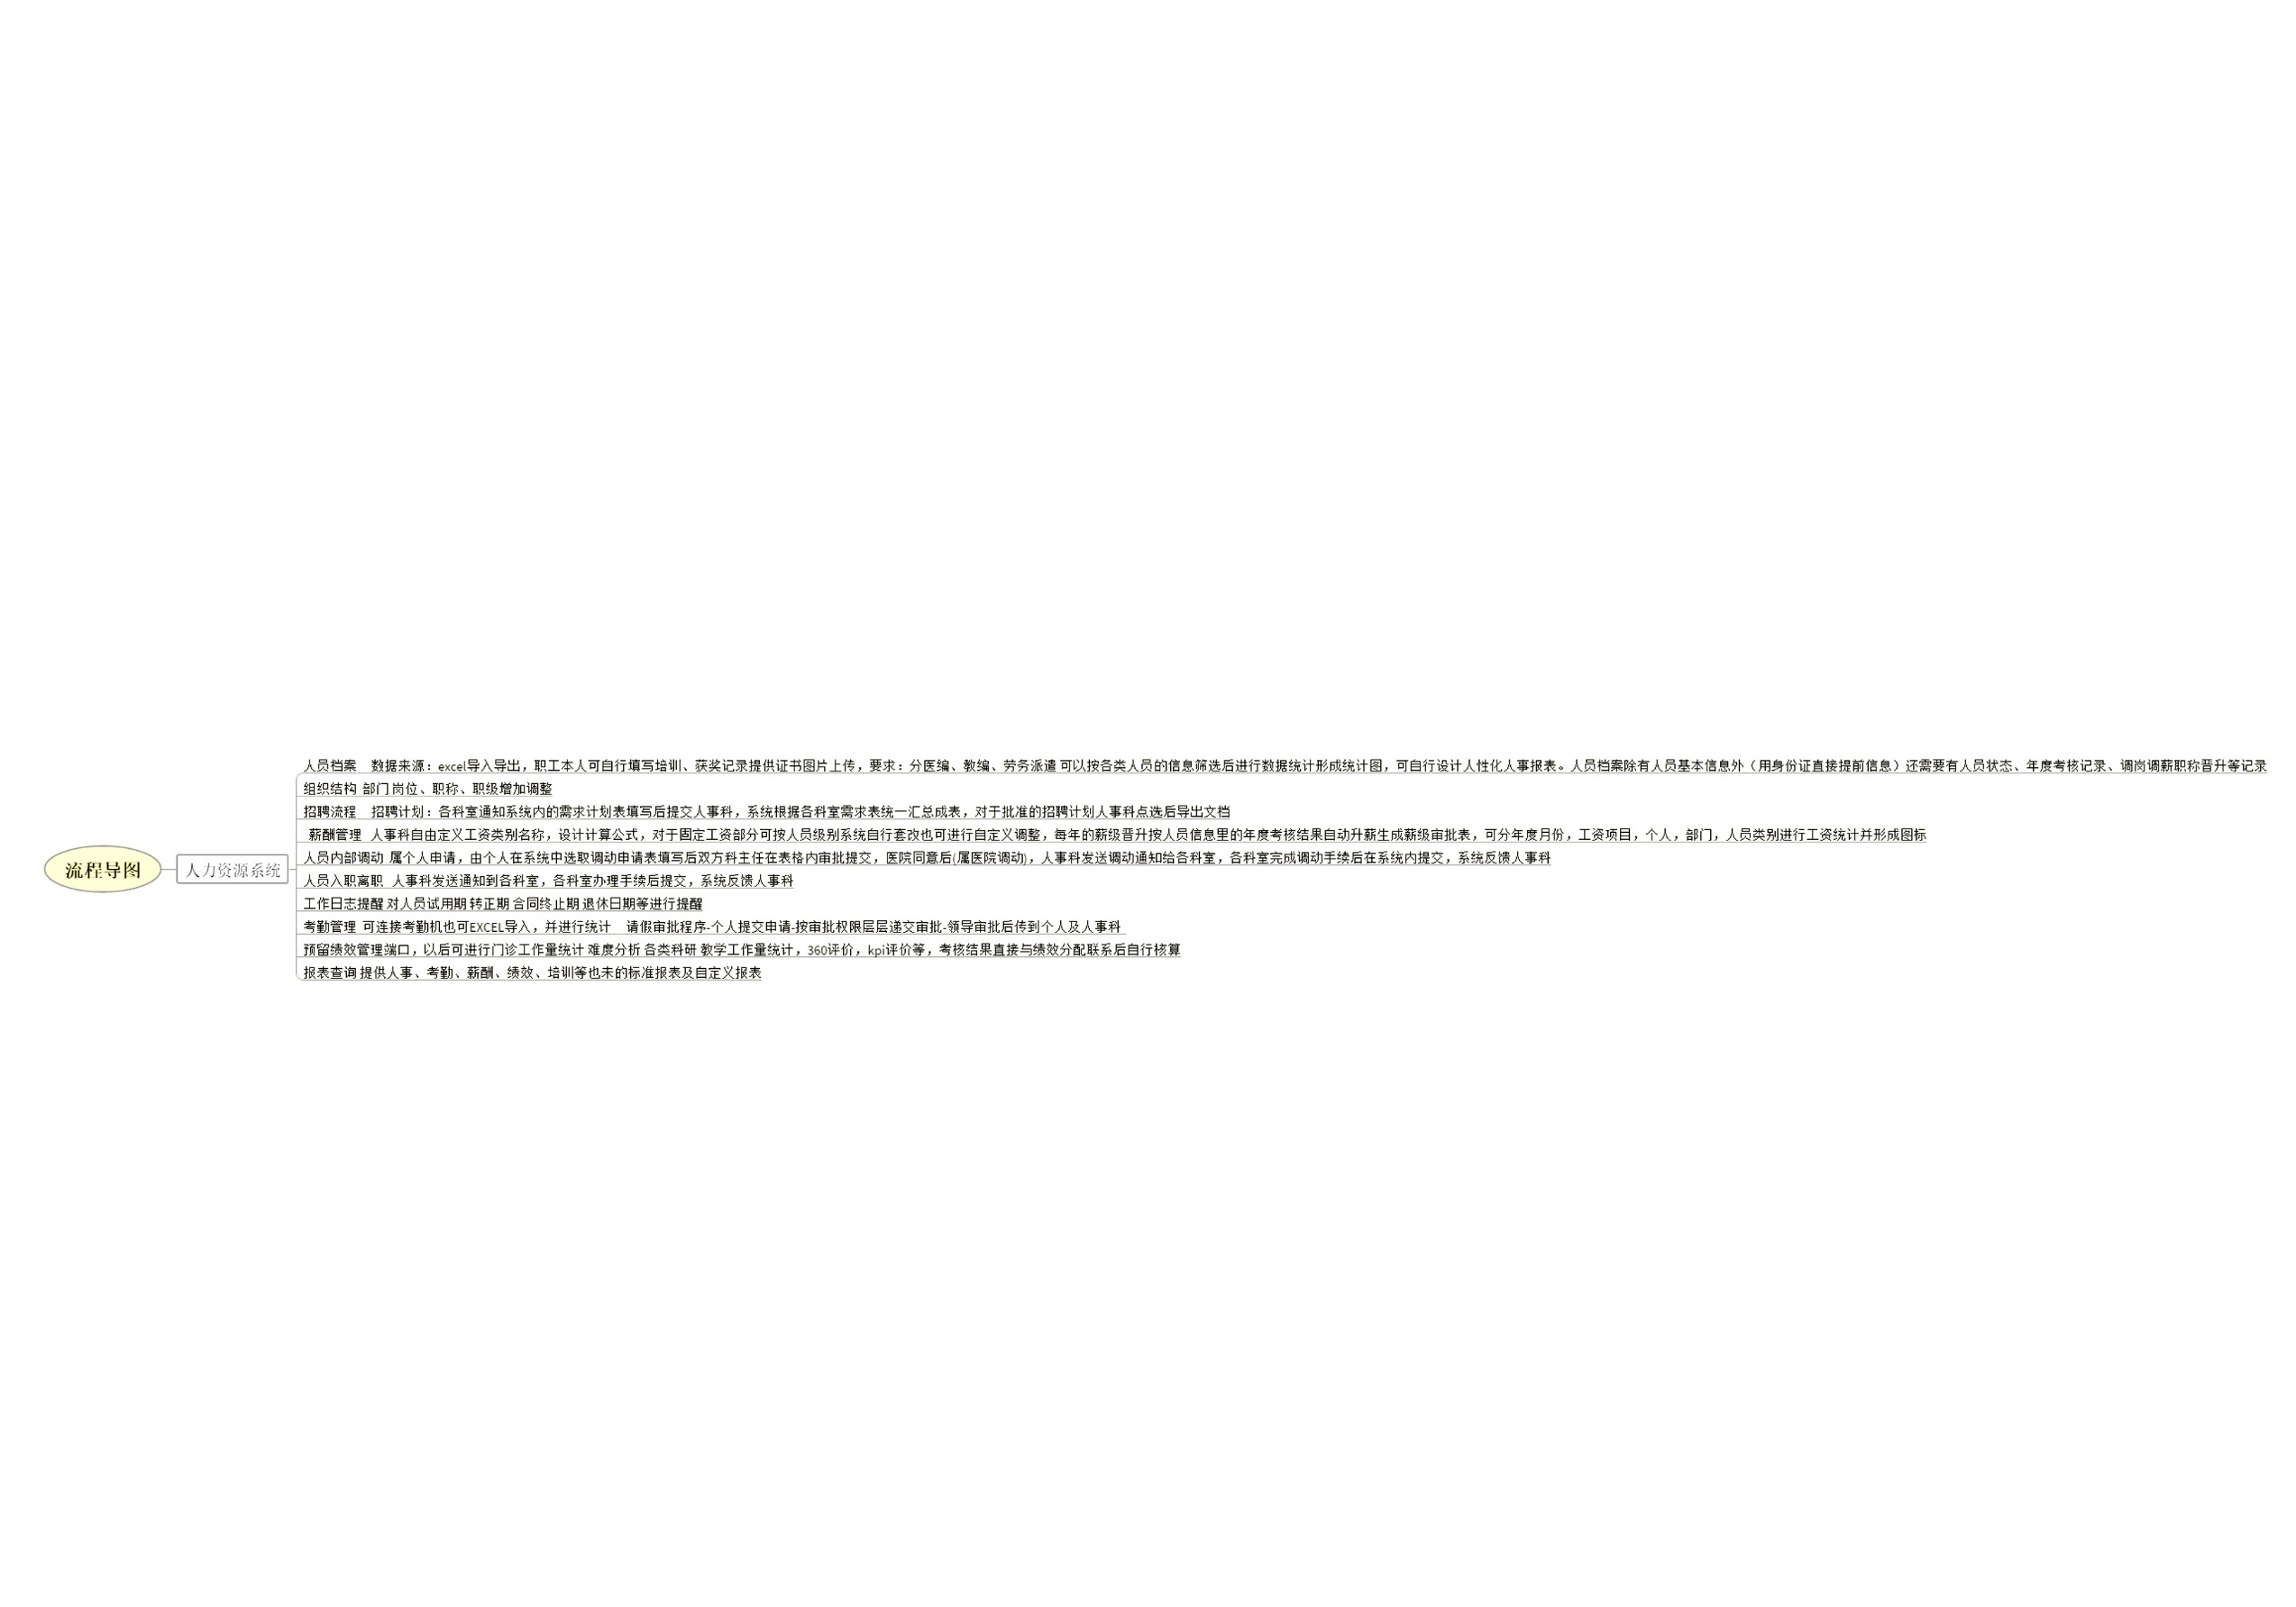 人员档案    数据来源：excel导入导出，职工本人可自行填写培训、获奖记录提供证书图片上传，要求：分医编、教编、劳务派遣 可以按各类人员的信息筛选后进行数据统计形成统计图，可自行设计人性化人事报表。人员档案除有人员基本信息外（用身份证直接提前信息）还需要有人员状态、年度考核记录、调岗调薪职称晋升等记录
组织结构 部门 岗位、职称、职级增加调整
招聘流程    招聘计划：各科室通知系统内的需求计划表填写后提交人事科，系统根据各科室需求表统一汇总成表，对于批准的招聘计划人事科点选后导出文档
薪酬管理  人事科自由定义工资类别名称，设计计算公式，对于固定工资部分可按人员级别系统自行套改也可进行自定义调整，每年的薪级晋升按人员信息里的年度考核结果自动升薪生成薪级审批表，可分年度月份，工资项目，个人，部门，人员类别进行工资统计并形成图标
流程导图
人力资源系统
人员内部调动 属个人申请，由个人在系统中选取调动申请表填写后双方科主任在表格内审批提交，医院同意后(属医院调动)，人事科发送调动通知给各科室，各科室完成调动手续后在系统内提交，系统反馈人事科
人员入职离职  人事科发送通知到各科室，各科室办理手续后提交，系统反馈人事科
工作日志提醒 对人员试用期 转正期 合同终止期 退休日期等进行提醒
考勤管理 可连接考勤机也可EXCEL导入，并进行统计    请假审批程序-个人提交申请-按审批权限层层递交审批-领导审批后传到个人及人事科
预留绩效管理端口，以后可进行门诊工作量统计 难度分析 各类科研 教学工作量统计，360评价，kpi评价等，考核结果直接与绩效分配联系后自行核算
报表查询 提供人事、考勤、薪酬、绩效、培训等也未的标准报表及自定义报表